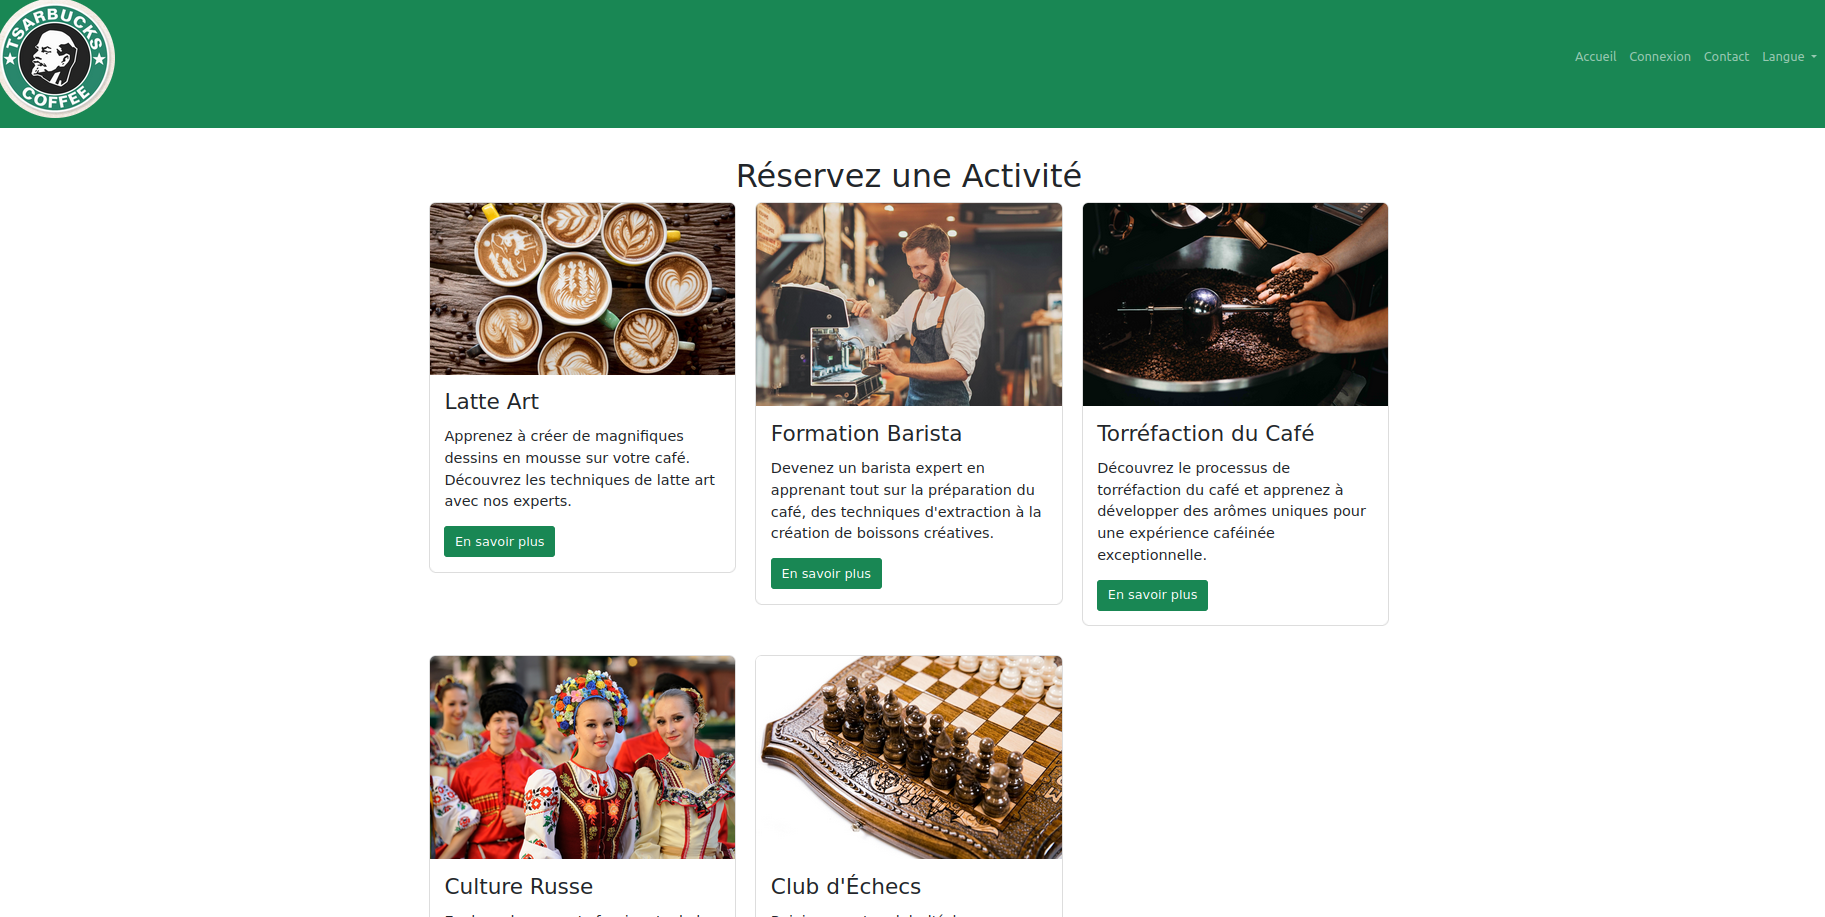 TSARBUCKS
COFFEE
Accueil Connexion Contact Langue
Réservez une Activité
Latte Art
Apprenez à créer de magnifiques
dessins en mousse sur votre café.
Découvrez les techniques de latte art
avec nos experts.
En savoir plus
Formation Barista
Devenez un barista expert en
apprenant tout sur la préparation du
café, des techniques d'extraction à la
création de boissons créatives.
En savoir plus
Torréfaction du Café
Découvrez le processus de
torréfaction du café et apprenez à
développer des arômes uniques pour
une expérience caféinée
exceptionnelle.
En savoir plus
Culture Russe
Club d'Échecs